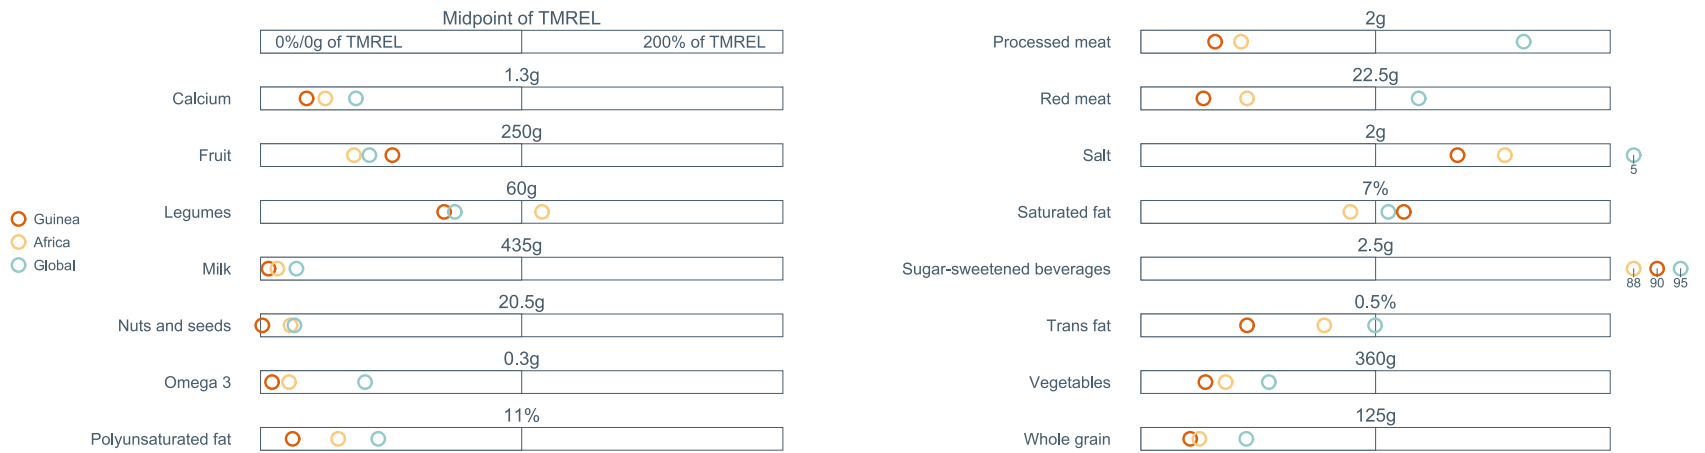 Midpoint of TMREL
0%/0g of TMREL 200% of TMREL
1.3g
Calcium
250g
Fruit
60g
Legumes
435g
Milk
20.5g
Nuts and seeds
0.3g
Omega 3
11%
Polyunsaturated fat
Guinea
Africa
Global
2g
Processed meat
22.5g
Red meat
2g
Salt
5
7%
Saturated fat
2.5g
Sugar-sweetened beverages
88 90 95
0.5%
Trans fat
360g
Vegetables
125g
Whole grain